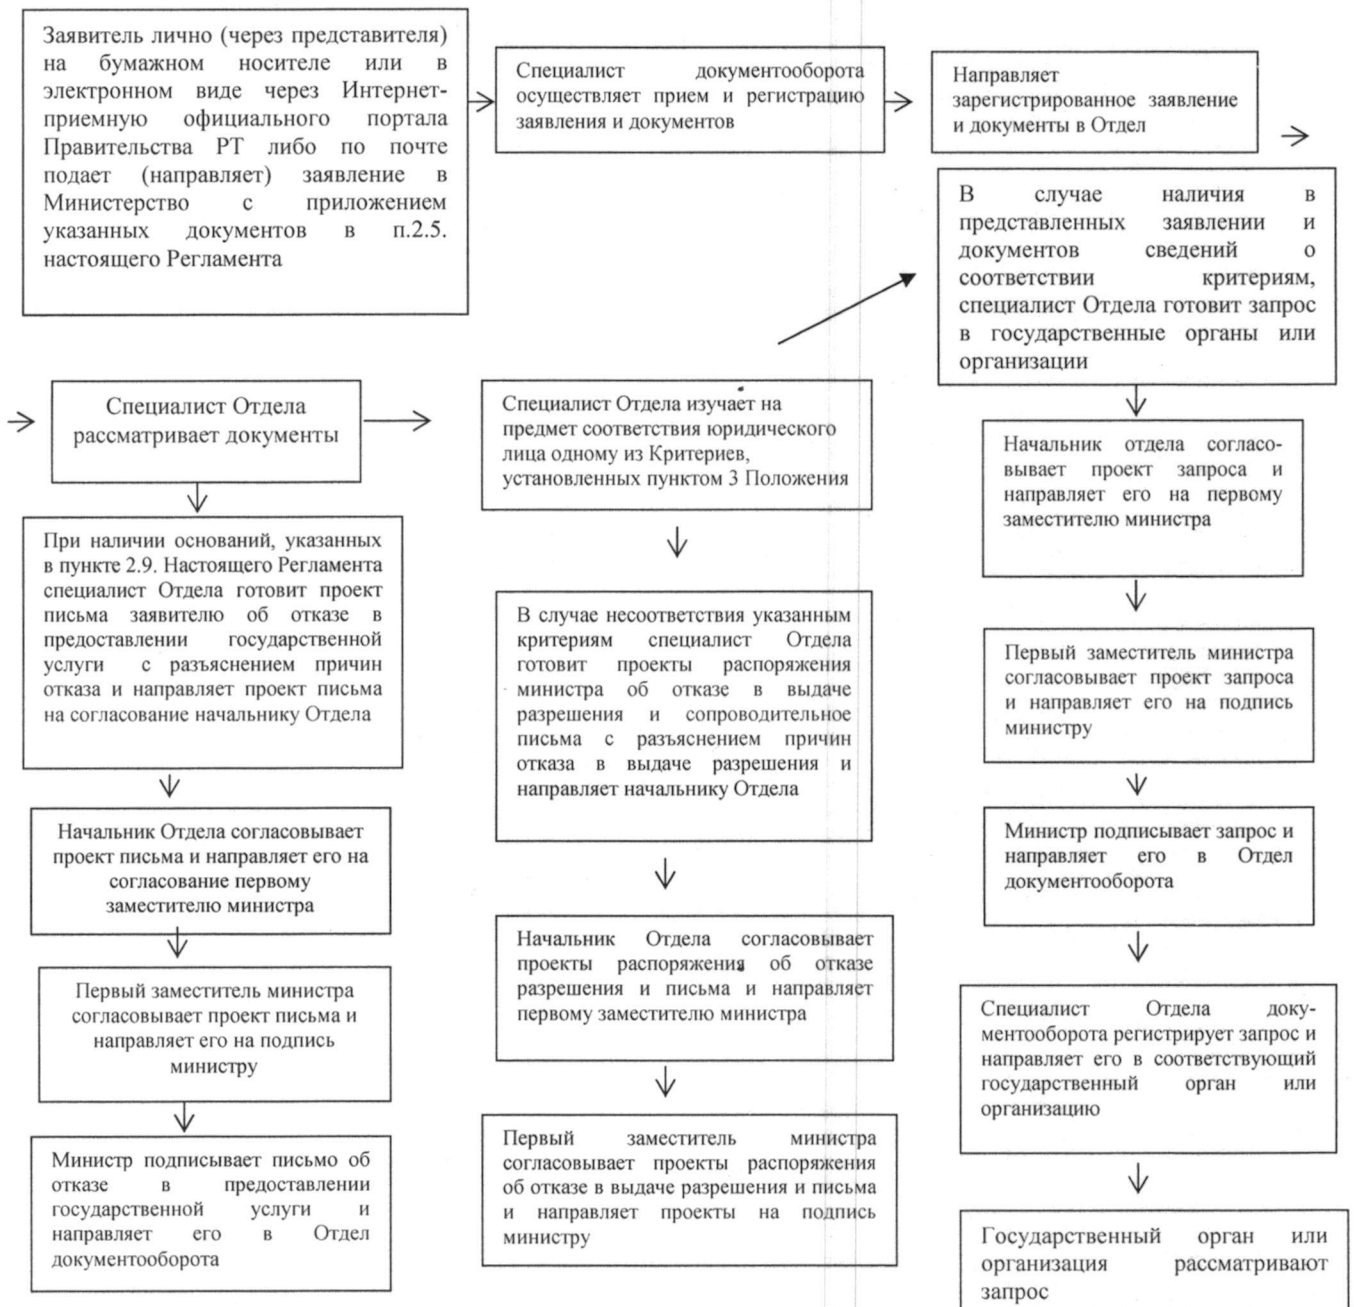 Заявитель лично (через представителя)
на бумажном носителе или в
электронном виде через Интернет-
приемную официального портала
Правительства РТ либо по почте
подает (направляет) заявление в
Министерство с приложением
указанных документов в п.2.5.
настоящего Регламента
Специалист документооборота
осуществляет прием и регистрацию
заявления и документов
Направляет
зарегистрированное заявление
и документы в Отдел
Специалист Отдела
рассматривает документы
При наличии оснований, указанных
в пункте 2.9. Настоящего Регламента
специалист Отдела готовит проект
письма заявителю об отказе в
предоставлении государственной
услуги с разъяснением причин
отказа и направляет проект письма
на согласование начальнику Отдела
Начальник Отдела согласовывает
проект письма и направляет его на
согласование первому
заместителю министра
Первый заместитель министра
согласовывает проект письма и
направляет его на подпись
министру
Министр подписывает письмо об
отказе в предоставлении
государственной услуги и
направляет его в Отдел
документооборота
Специалист Отдела изучает на
предмет соответствия юридического
лица одному из Критериев,
установленных пунктом 3 Положения
В случае несоответствия указанным
критериям специалист Отдела
готовит проекты распоряжения
министра об отказе в выдаче
разрешения и сопроводительное
письма с разъяснением причин
отказа в выдаче разрешения и
направляет начальнику Отдела
Начальник Отдела согласовывает
проекты распоряжения об отказе
разрешения и письма и направляет
первому заместителю министра
Первый заместитель министра
согласовывает проекты распоряжения
об отказе в выдаче разрешения и письма
и направляет проекты на подпись
министру
В случае наличия в
представленных заявлении и
документов сведений о
соответствии критериям,
специалист Отдела готовит запрос
в государственные органы или
организации
Начальник отдела согласо-
вывает проект запроса и
направляет его на первому
заместителю министра
Первый заместитель министра
согласовывает проект запроса
и направляет его на подпись
министру
Министр подписывает запрос и
направляет его в Отдел
документооборота
Специалист Отдела доку-
ментооборота регистрирует запрос и
направляет его в соответствующий
государственный орган или
организацию
Государственный орган или
организация рассматривают
запрос